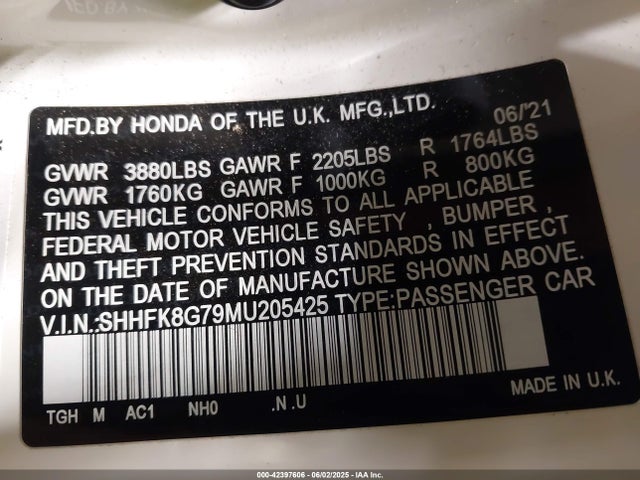 MFD.BY HONDA OF THE U.K. MFG.,LTD. 06/'21
GVWR 3880LBS GAWR F 2205LBS R 1764LBS
GVWR 1760KG GAWR F 1000KG R 800KG
THIS VEHICLE CONFORMS TO ALL APPLICABLE
FEDERAL MOTOR VEHICLE SAFETY , BUMPER ,
AND THEFT PREVENTION STANDARDS IN EFFECT
ON THE DATE OF MANUFACTURE SHOWN ABOVE.
V.I.N.:SHHFK8G79MU205425 TYPE:PASSENGER CAR
TGH M AC1 NH0 .N .U MADE IN U.K.
000-42397606 - 06/02/2025 - IAA Inc.